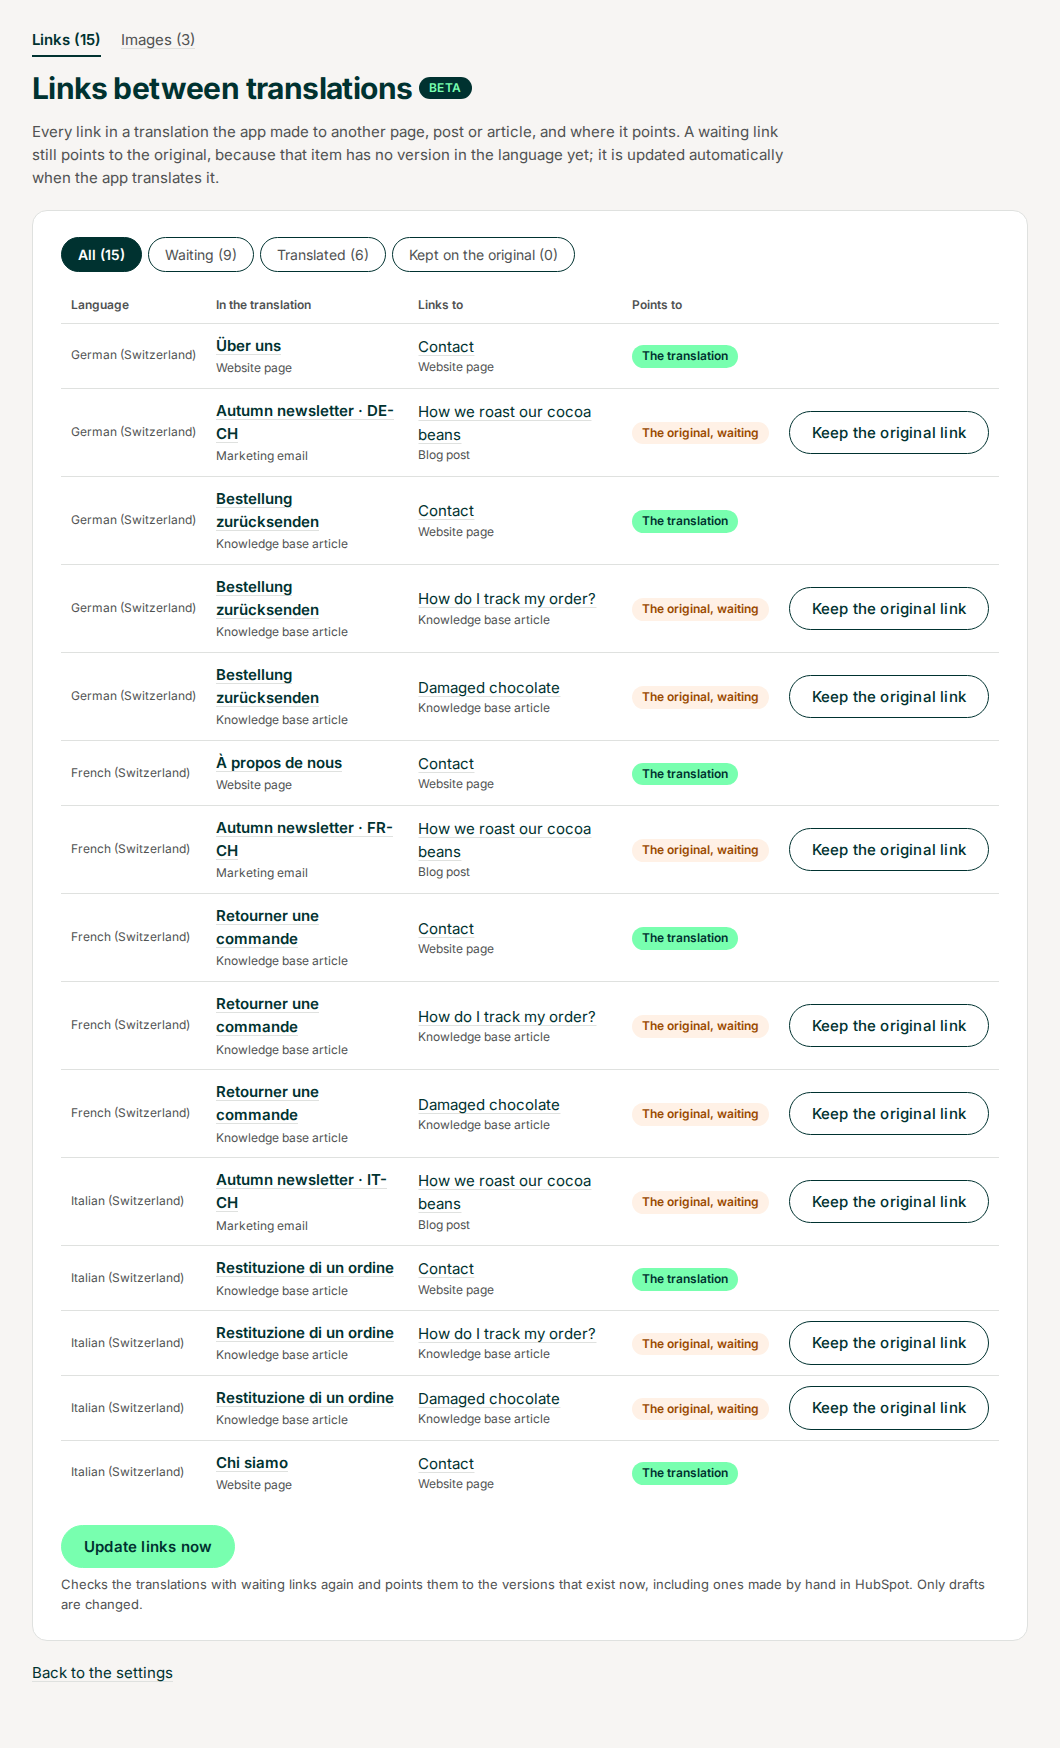 Links (15) Images (3)
Links between translations BETA
Every link in a translation the app made to another page, post or article, and where it points. A waiting link
still points to the original, because that item has no version in the language yet; it is updated automatically
when the app translates it.
All (15) Waiting (9) Translated (6) Kept on the original (0)
Language In the translation Links to Points to
German (Switzerland)
Über uns
Website page
Contact
Website page
The translation
German (Switzerland)
Autumn newsletter · DE-
CH
Marketing email
How we roast our cocoa
beans
Blog post
The original, waiting
Keep the original link
German (Switzerland)
Bestellung
zurücksenden
Knowledge base article
Contact
Website page
The translation
German (Switzerland)
Bestellung
zurücksenden
Knowledge base article
How do I track my order?
Knowledge base article
The original, waiting
Keep the original link
German (Switzerland)
Bestellung
zurücksenden
Knowledge base article
Damaged chocolate
Knowledge base article
The original, waiting
Keep the original link
French (Switzerland)
À propos de nous
Website page
Contact
Website page
The translation
French (Switzerland)
Autumn newsletter · FR-
CH
Marketing email
How we roast our cocoa
beans
Blog post
The original, waiting
Keep the original link
French (Switzerland)
Retourner une
commande
Knowledge base article
Contact
Website page
The translation
French (Switzerland)
Retourner une
commande
Knowledge base article
How do I track my order?
Knowledge base article
The original, waiting
Keep the original link
French (Switzerland)
Retourner une
commande
Knowledge base article
Damaged chocolate
Knowledge base article
The original, waiting
Keep the original link
Italian (Switzerland)
Autumn newsletter · IT-
CH
Marketing email
How we roast our cocoa
beans
Blog post
The original, waiting
Keep the original link
Italian (Switzerland)
Restituzione di un ordine
Knowledge base article
Contact
Website page
The translation
Italian (Switzerland)
Restituzione di un ordine
Knowledge base article
How do I track my order?
Knowledge base article
The original, waiting
Keep the original link
Italian (Switzerland)
Restituzione di un ordine
Knowledge base article
Damaged chocolate
Knowledge base article
The original, waiting
Keep the original link
Italian (Switzerland)
Chi siamo
Website page
Contact
Website page
The translation
Update links now
Checks the translations with waiting links again and points them to the versions that exist now, including ones made by hand in HubSpot. Only drafts
are changed.
Back to the settings